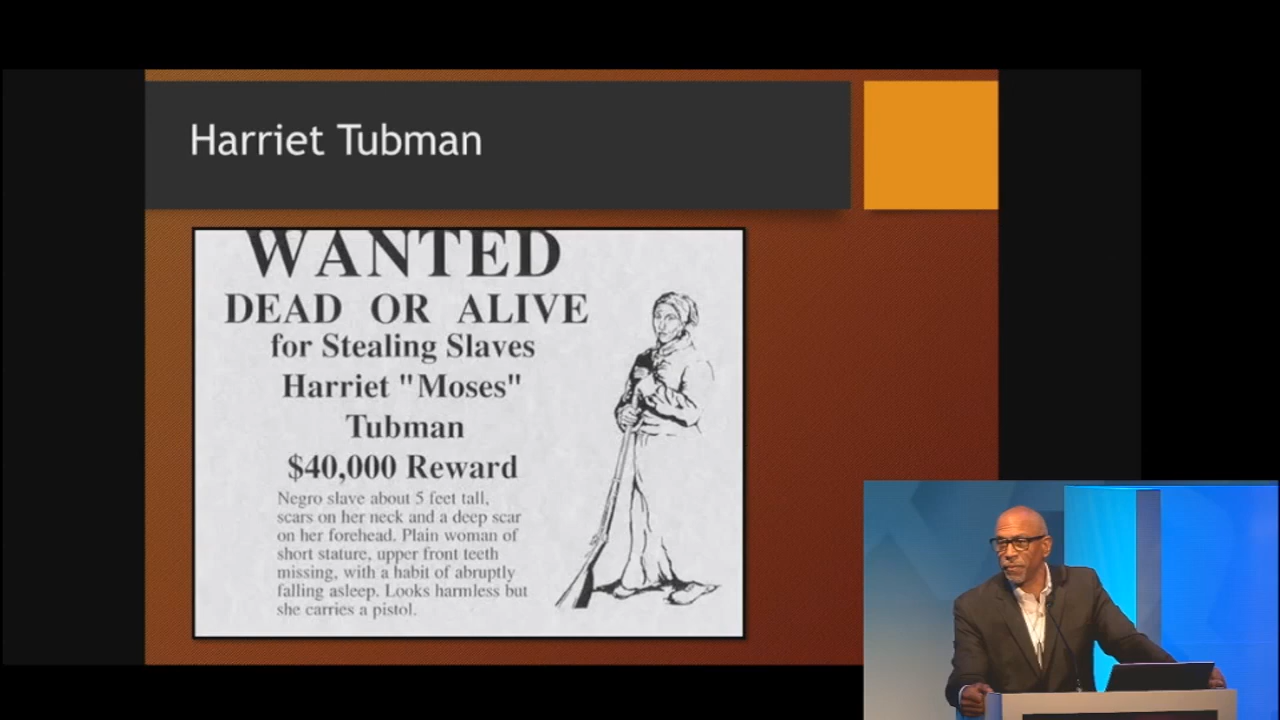 Harriet Tubman
WANTED
DEAD OR ALIVE
for Stealing Slaves
Harriet "Moses"
Tubman
$40,000 Reward
Negro slave about 5 feet tall,
scars on her neck and a deep scar
on her forehead. Plain woman of
short stature, upper front teeth
missing, with a habit of abruptly
falling asleep. Looks harmless but
she carries a pistol.